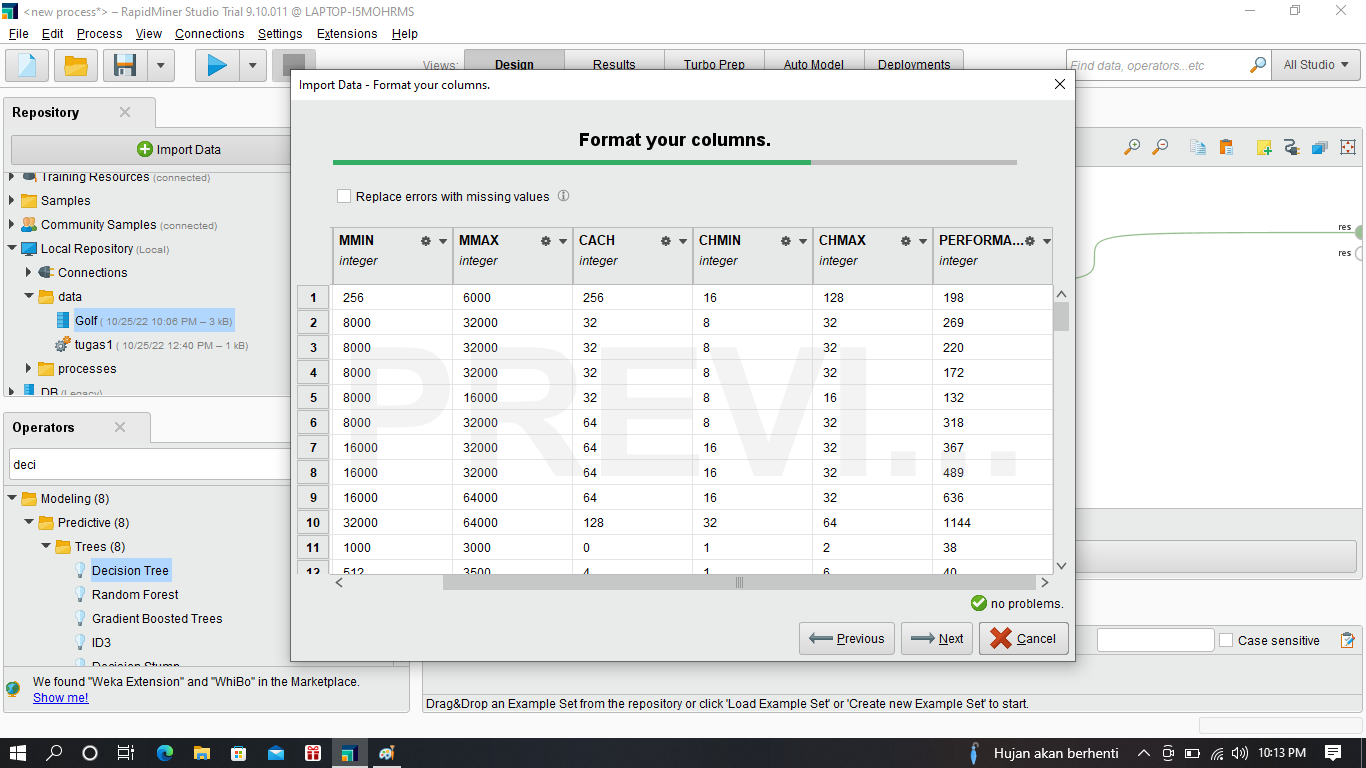 <new process*> – RapidMiner Studio Trial 9.10.011 @ LAPTOP-I5MOHRMS
File Edit Process View Connections Settings Extensions Help
Views: Design Results Turbo Prep Auto Model Deployments
Find data, operators...etc All Studio
Import Data - Format your columns.
Repository
Import Data
Training Resources (connected)
Samples
Community Samples (connected)
Local Repository (Local)
Connections
data
Golf ( 10/25/22 10:06 PM – 3 kB)
tugas1 ( 10/25/22 12:40 PM – 1 kB)
processes
DB (Legacy)
Operators
deci
Modeling (8)
Predictive (8)
Trees (8)
Decision Tree
Random Forest
Gradient Boosted Trees
ID3
Decision Stump
We found "Weka Extension" and "WhiBo" in the Marketplace.
Show me!
Format your columns.
Replace errors with missing values
MMIN MMAX CACH CHMIN CHMAX PERFORMA...
integer integer integer integer integer integer
1 256 6000 256 16 128 198
2 8000 32000 32 8 32 269
3 8000 32000 32 8 32 220
4 8000 32000 32 8 32 172
5 8000 16000 32 8 16 132
6 8000 32000 64 8 32 318
7 16000 32000 64 16 32 367
8 16000 32000 64 16 32 489
9 16000 64000 64 16 32 636
10 32000 64000 128 32 64 1144
11 1000 3000 0 1 2 38
12 512 3500 4 1 6 40
PREVI...
no problems.
Previous Next Cancel
res
res
Case sensitive
Drag&Drop an Example Set from the repository or click 'Load Example Set' or 'Create new Example Set' to start.
Hujan akan berhenti 10:13 PM